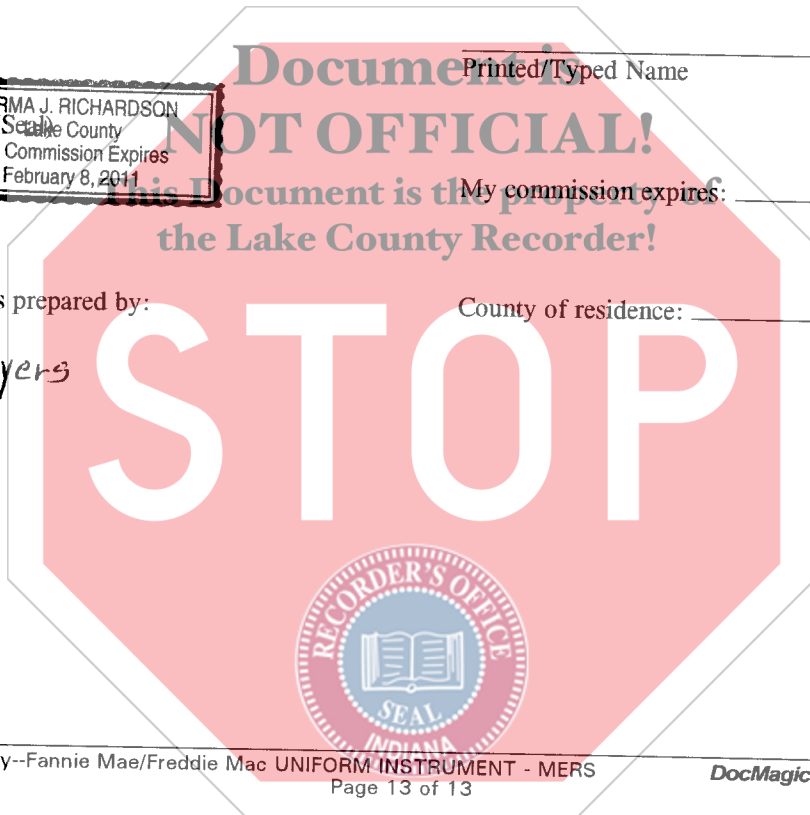 Document is
Printed/Typed Name
NOT OFFICIAL!
RMA J. RICHARDSON
Seal)
Lake County
Commission Expires
February 8, 2011
This Document is the property of
My commission expires:
the Lake County Recorder!
s prepared by:
County of residence:
yers
STOP
RECORDER'S OFFICE
SEAL
INDIANA
y--Fannie Mae/Freddie Mac UNIFORM INSTRUMENT - MERS
DocMagic
Page 13 of 13